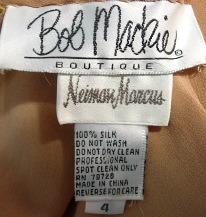 Bob Mackie®
BOUTIQUE
Neiman Marcus
100% SILK
DO NOT WASH
DO NOT DRY CLEAN
PROFESSIONAL
SPOT CLEAN ONLY
RN 78728
MADE IN CHINA
REVERSE FOR CARE
4